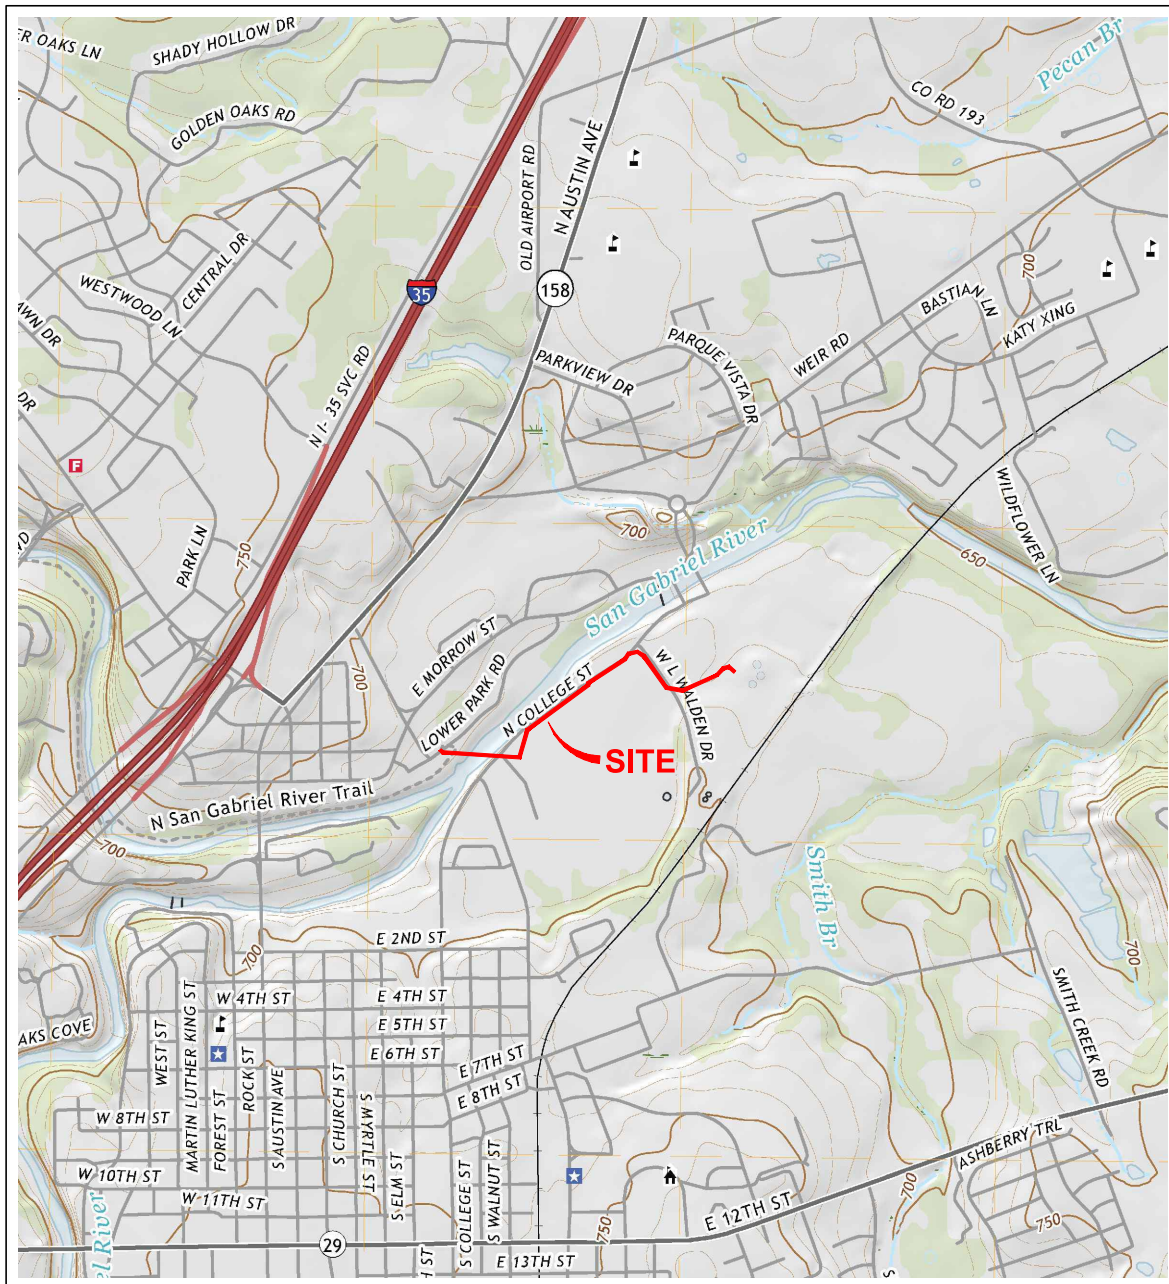 ER OAKS LN
SHADY HOLLOW DR
Pecan Br
GOLDEN OAKS RD
CO RD 193
OLD AIRPORT RD
N AUSTIN AVE
CENTRAL DR
WESTWOOD LN
AWN DR
DR
35
158
700
BASTIAN LN
KATY XING
WEIR RD
PARQUE VISTA DR
PARKVIEW DR
N I- 35 SVC RD
F
WILDFLOWER LN
PARK LN
750
700
650
San Gabriel River
E MORROW ST
LOWER PARK RD
N COLLEGE ST
W L WALDEN DR
700
SITE
N San Gabriel River Trail
700
Smith Br
E 2ND ST
700
700
W 4TH ST
E 4TH ST
E 5TH ST
E 6TH ST
E 7TH ST
E 8TH ST
AKS COVE
WEST ST
MARTIN LUTHER KING ST
FOREST ST
ROCK ST
S AUSTIN AVE
S CHURCH ST
S MYRTLE ST
S ELM ST
S COLLEGE ST
S WALNUT ST
SMITH CREEK RD
W 8TH ST
W 10TH ST
W 11TH ST
ASHBERRY TRL
E 12TH ST
700
750
750
29
E 13TH ST
H ST
S
el River